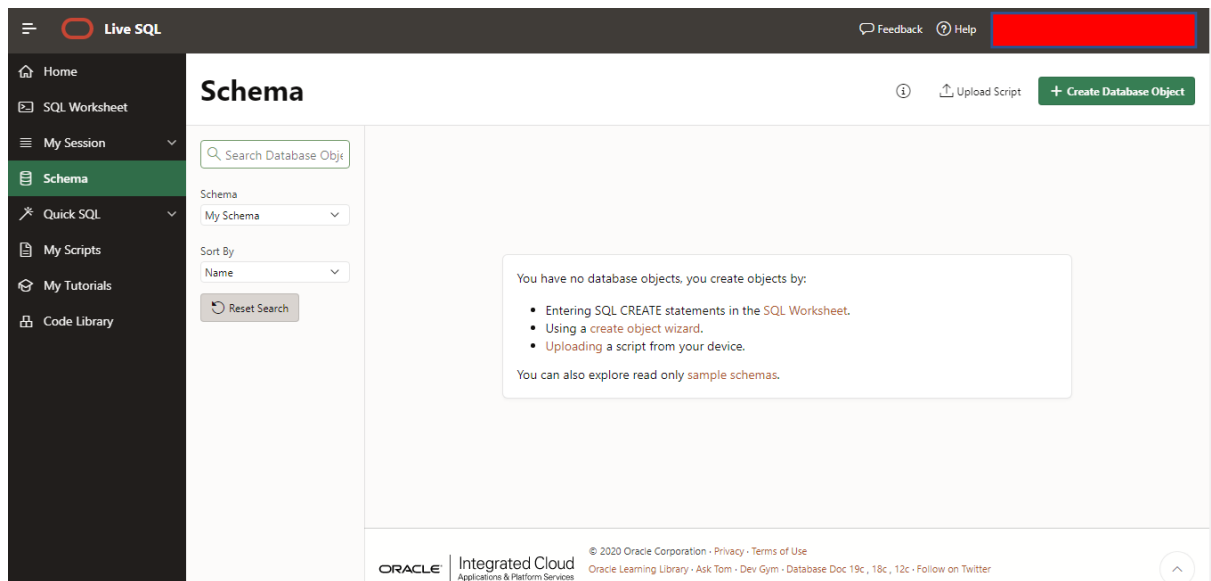 Live SQL
Feedback
Help
Home
SQL Worksheet
My Session
Schema
Quick SQL
My Scripts
My Tutorials
Code Library
Schema
Upload Script
+ Create Database Object
Search Database Obje
Schema
My Schema
Sort By
Name
Reset Search
You have no database objects, you create objects by:
• Entering SQL CREATE statements in the SQL Worksheet.
• Using a create object wizard.
• Uploading a script from your device.
You can also explore read only sample schemas.
ORACLE
Integrated Cloud
Applications & Platform Services
© 2020 Oracle Corporation · Privacy · Terms of Use
Oracle Learning Library · Ask Tom · Dev Gym · Database Doc 19c , 18c , 12c · Follow on Twitter